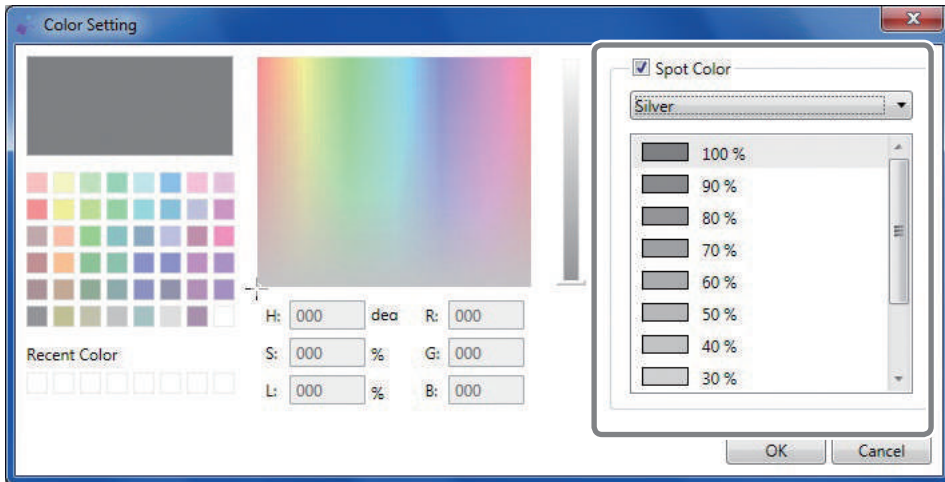 Color Setting
Spot Color
Silver
100 %
90 %
80 %
70 %
60 %
50 %
40 %
30 %
H: 000 deg R: 000
S: 000 % G: 000
L: 000 % B: 000
Recent Color
OK Cancel